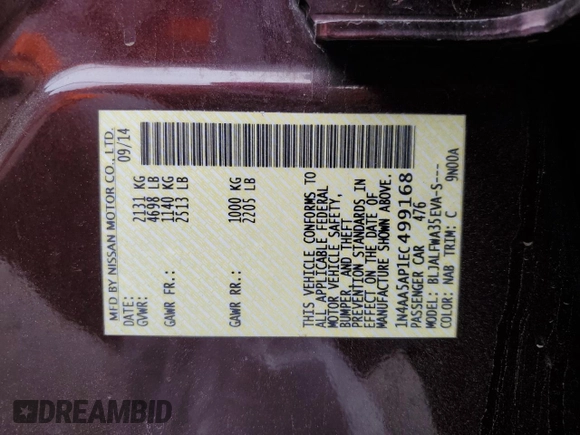 MFD BY NISSAN MOTOR CO., LTD.
DATE: 09/14
GVWR: 2131 KG
4698 LB
GAWR FR.: 1140 KG
2513 LB
GAWR RR.: 1000 KG
2205 LB
THIS VEHICLE CONFORMS TO
ALL APPLICABLE FEDERAL
MOTOR VEHICLE SAFETY,
BUMPER, AND THEFT
PREVENTION STANDARDS IN
EFFECT ON THE DATE OF
MANUFACTURE SHOWN ABOVE.
1N4AA5AP1EC499168
PASSENGER CAR 476
MODEL: BLJALFWA35EVA-S---
COLOR: NAB TRIM: C 9N00A
DREAMBID